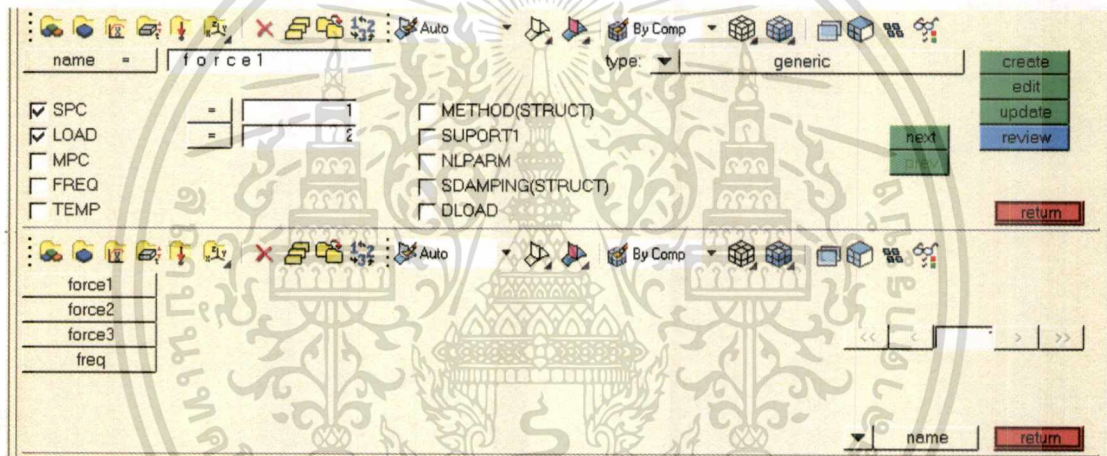 Auto By Comp
name = force1 type: generic create
edit
SPC = 1 METHOD(STRUCT) update
LOAD = 2 SUPORT1 next review
MPC NLPARM prev
FREQ SDAMPING(STRUCT)
TEMP DLOAD return
Auto By Comp
force1
force2
force3 << < > >>
freq
name return